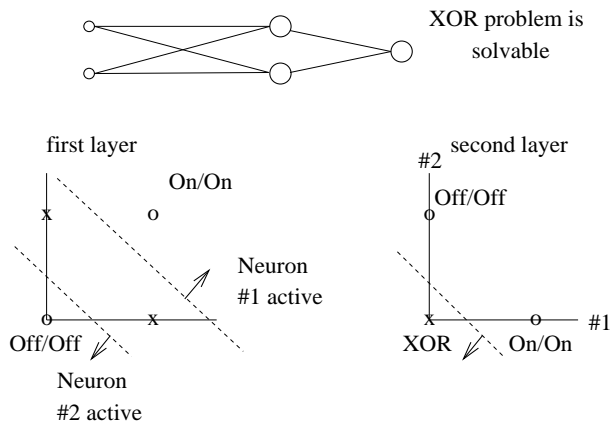 XOR problem is
solvable
first layer
On/On
x
o
Neuron
#1 active
o
x
Off/Off
Neuron
#2 active
second layer
#2
Off/Off
o
x
o
#1
XOR
On/On